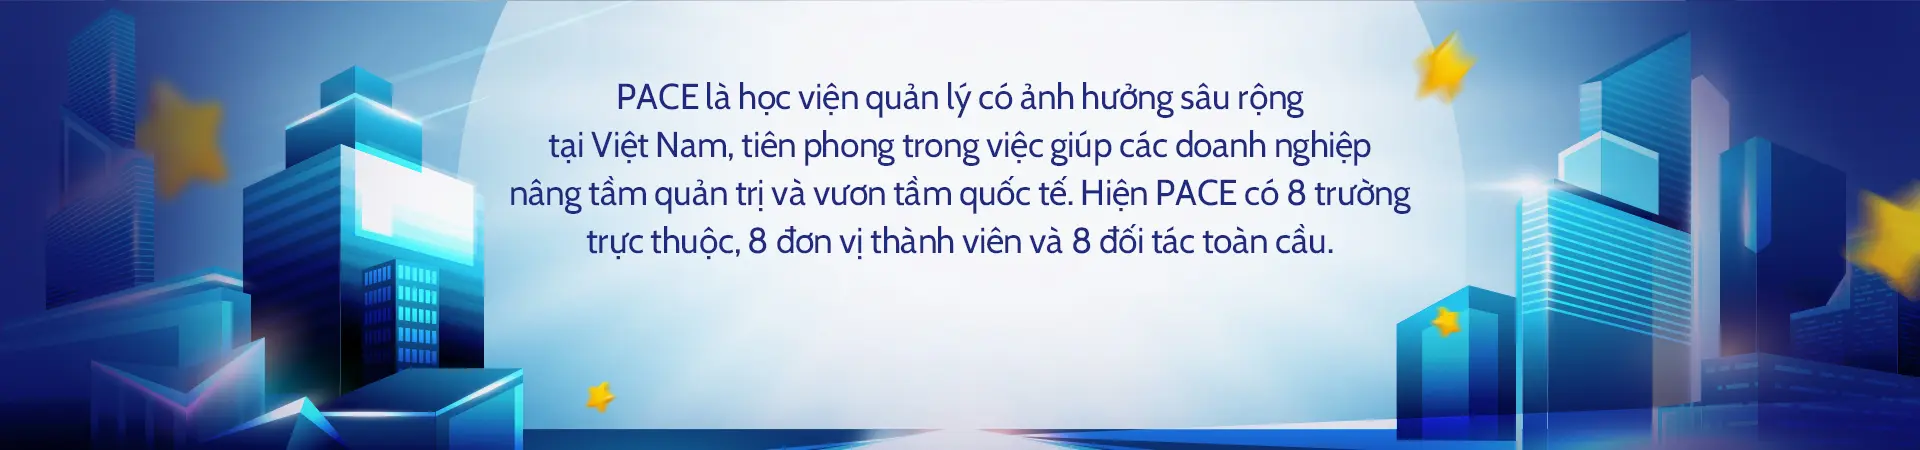 PACE là học viện quản lý có ảnh hưởng sâu rộng
tại Việt Nam, tiên phong trong việc giúp các doanh nghiệp
nâng tầm quản trị và vươn tầm quốc tế. Hiện PACE có 8 trường
trực thuộc, 8 đơn vị thành viên và 8 đối tác toàn cầu.